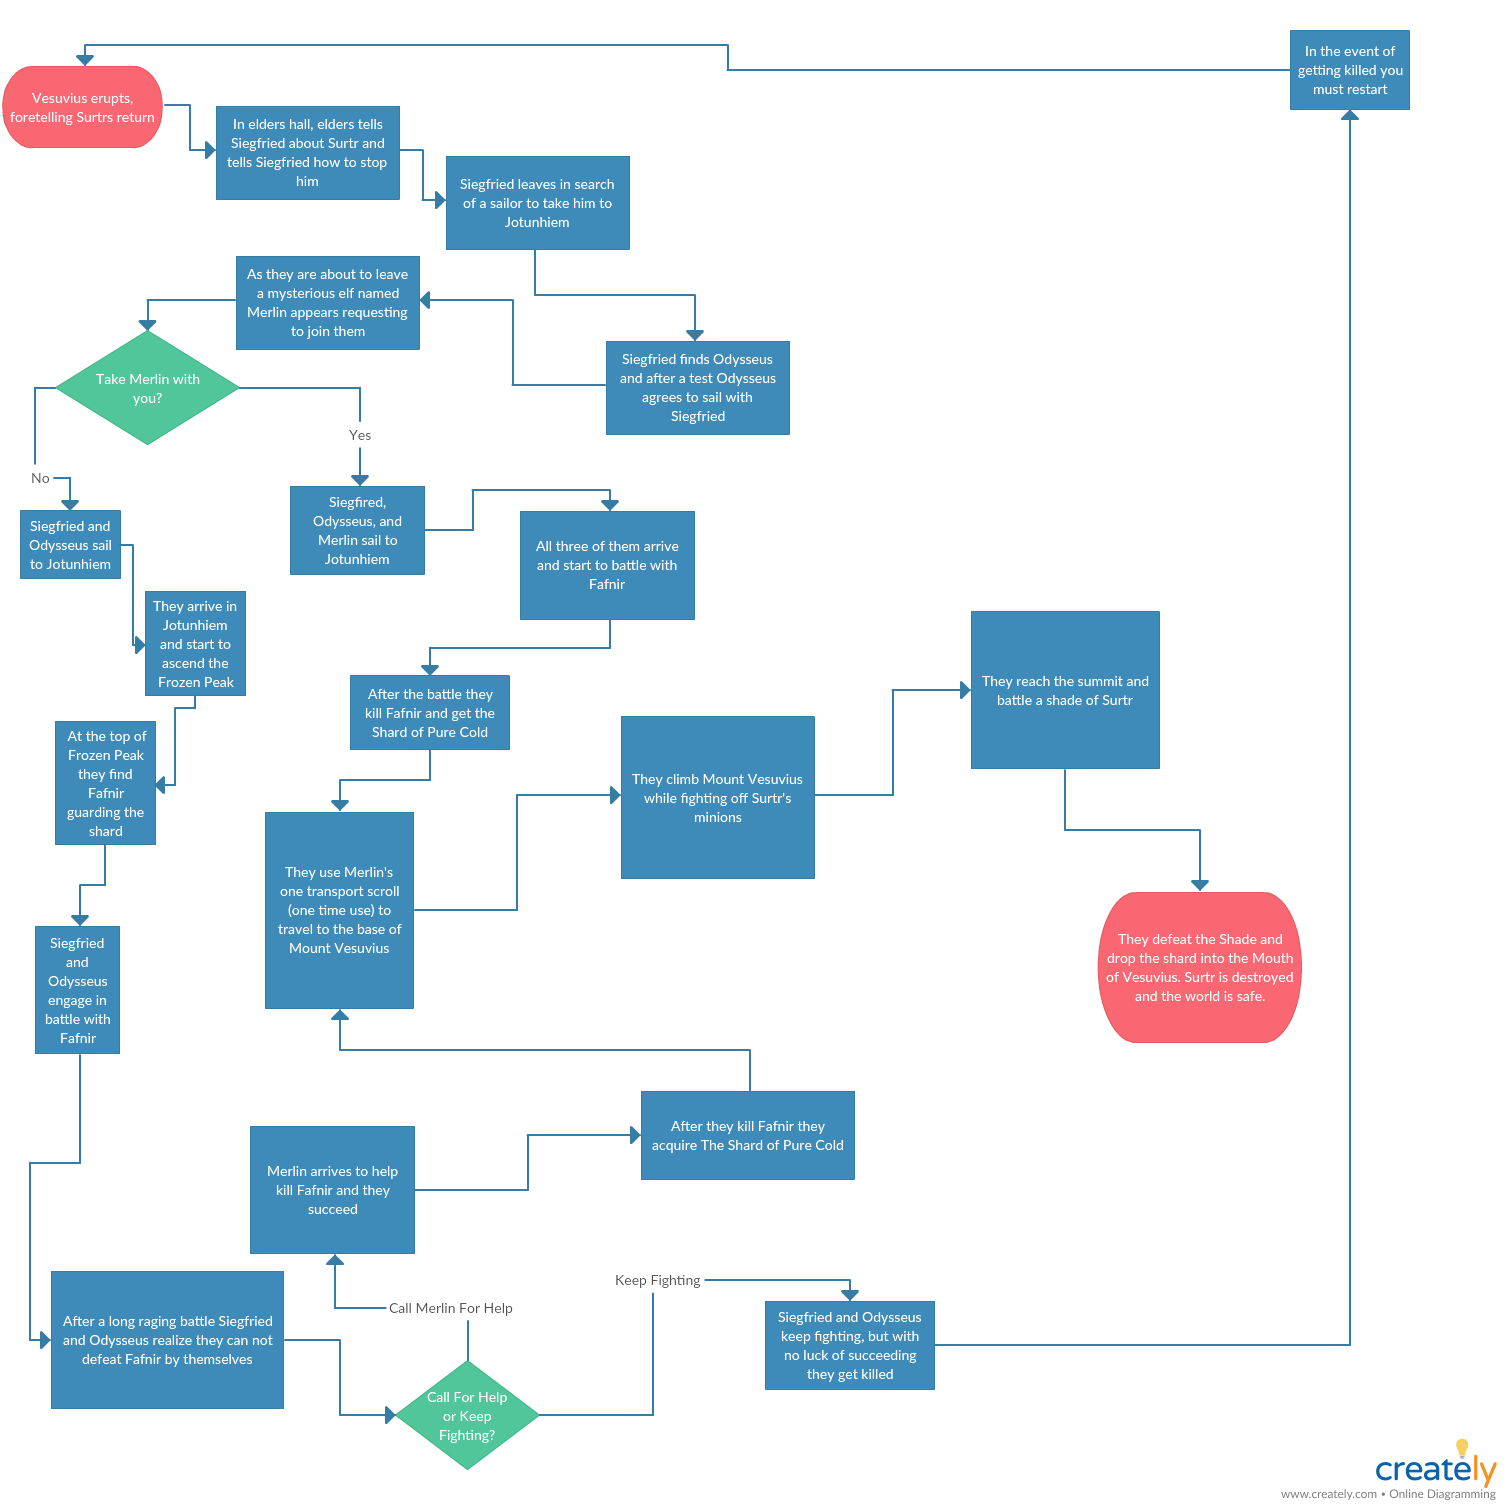 In the event of
getting killed you
must restart
Vesuvius erupts,
foretelling Surtrs return
In elders hall, elders tells
Siegfried about Surtr and
tells Siegfried how to stop
him
Siegfried leaves in search
of a sailor to take him to
Jotunhiem
As they are about to leave
a mysterious elf named
Merlin appears requesting
to join them
Siegfried finds Odysseus
and after a test Odysseus
agrees to sail with
Siegfried
Take Merlin with
you?
Yes
No
Siegfried and
Odysseus sail
to Jotunhiem
Siegfired,
Odysseus, and
Merlin sail to
Jotunhiem
All three of them arrive
and start to battle with
Fafnir
They arrive in
Jotunhiem
and start to
ascend the
Frozen Peak
After the battle they
kill Fafnir and get the
Shard of Pure Cold
They reach the summit and
battle a shade of Surtr
At the top of
Frozen Peak
they find
Fafnir
guarding the
shard
They climb Mount Vesuvius
while fighting off Surtr's
minions
They use Merlin's
one transport scroll
(one time use) to
travel to the base of
Mount Vesuvius
They defeat the Shade and
drop the shard into the Mouth
of Vesuvius. Surtr is destroyed
and the world is safe.
Siegfried
and
Odysseus
engage in
battle with
Fafnir
After they kill Fafnir they
acquire The Shard of Pure Cold
Merlin arrives to help
kill Fafnir and they
succeed
Keep Fighting
Call Merlin For Help
After a long raging battle Siegfried
and Odysseus realize they can not
defeat Fafnir by themselves
Siegfried and Odysseus
keep fighting, but with
no luck of succeeding
they get killed
Call For Help
or Keep
Fighting?
creately
www.creately.com • Online Diagramming